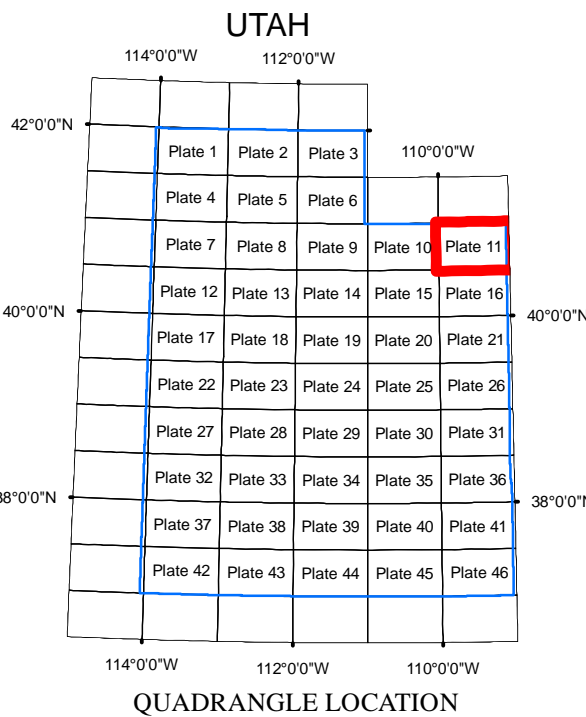 UTAH
114°0'0"W 112°0'0"W
42°0'0"N
110°0'0"W
Plate 1 Plate 2 Plate 3
Plate 4 Plate 5 Plate 6
Plate 7 Plate 8 Plate 9 Plate 10 Plate 11
Plate 12 Plate 13 Plate 14 Plate 15 Plate 16
40°0'0"N 40°0'0"N
Plate 17 Plate 18 Plate 19 Plate 20 Plate 21
Plate 22 Plate 23 Plate 24 Plate 25 Plate 26
Plate 27 Plate 28 Plate 29 Plate 30 Plate 31
Plate 32 Plate 33 Plate 34 Plate 35 Plate 36
38°0'0"N 38°0'0"N
Plate 37 Plate 38 Plate 39 Plate 40 Plate 41
Plate 42 Plate 43 Plate 44 Plate 45 Plate 46
114°0'0"W 112°0'0"W 110°0'0"W
QUADRANGLE LOCATION